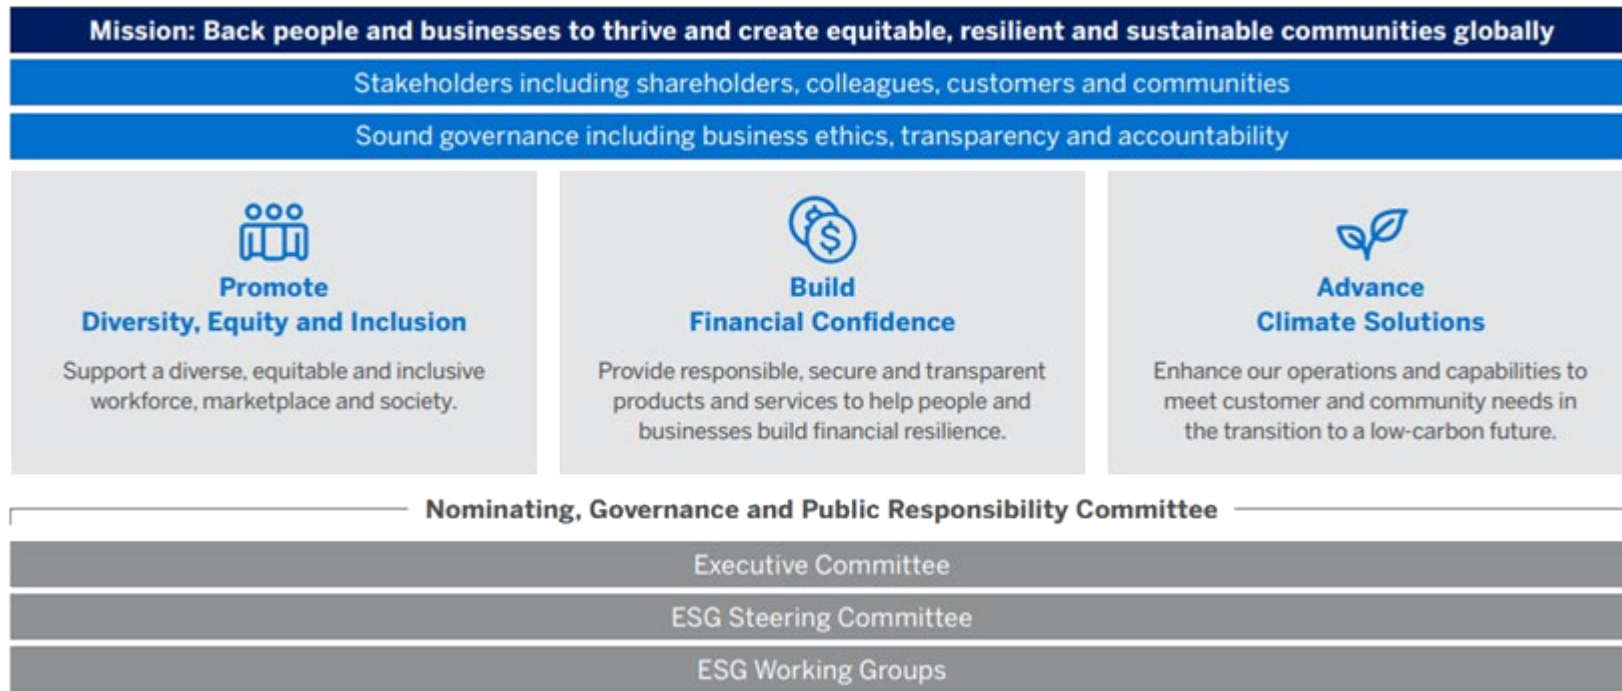 Mission: Back people and businesses to thrive and create equitable, resilient and sustainable communities globally
Stakeholders including shareholders, colleagues, customers and communities
Sound governance including business ethics, transparency and accountability
Promote
Diversity, Equity and Inclusion
Support a diverse, equitable and inclusive
workforce, marketplace and society.
Build
Financial Confidence
Provide responsible, secure and transparent
products and services to help people and
businesses build financial resilience.
Advance
Climate Solutions
Enhance our operations and capabilities to
meet customer and community needs in
the transition to a low-carbon future.
Nominating, Governance and Public Responsibility Committee
Executive Committee
ESG Steering Committee
ESG Working Groups